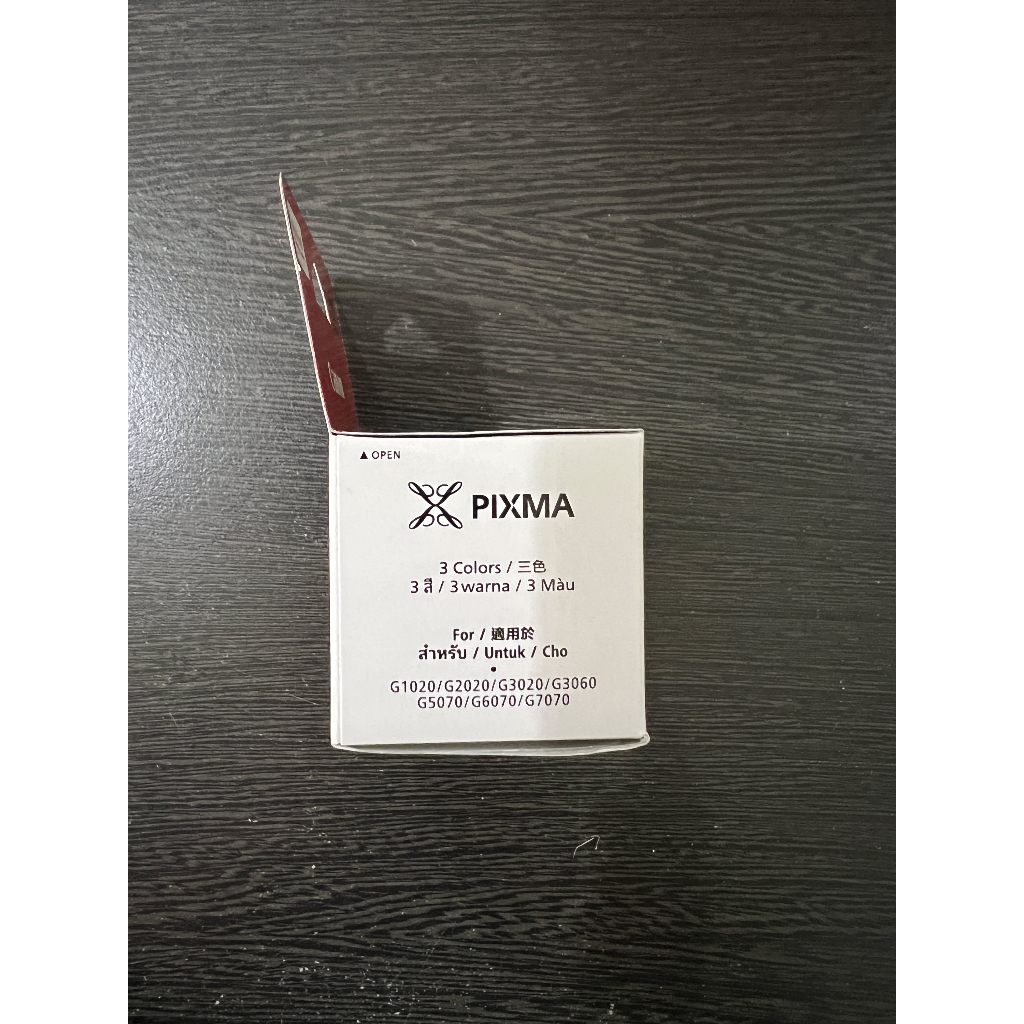 ▲ OPEN
PIXMA
3 Colors / 三色
3 สี / 3 warna / 3 Màu
For / 適用於
สำหรับ / Untuk / Cho
•
G1020/G2020/G3020/G3060
G5070/G6070/G7070